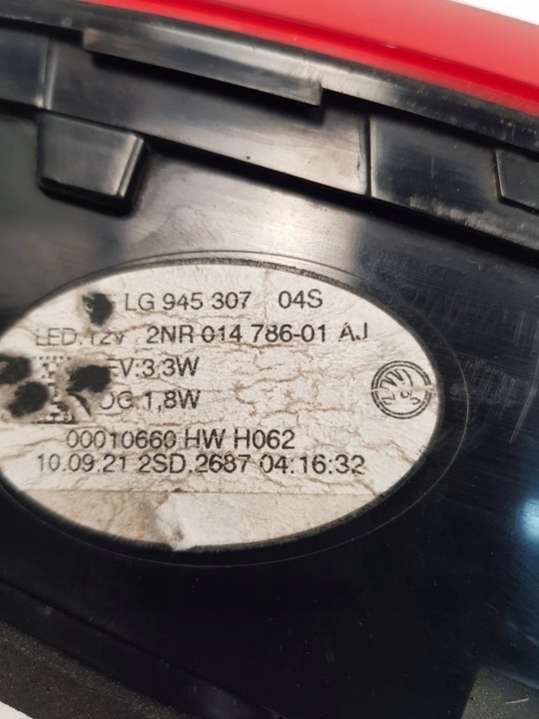 LG 945 307 04S
LED 12V 2NR 014 786-01 AJ
EV:3,3W
OG 1,8W
00010660 HW H062
10.09.21 2SD.2687 04:16:32